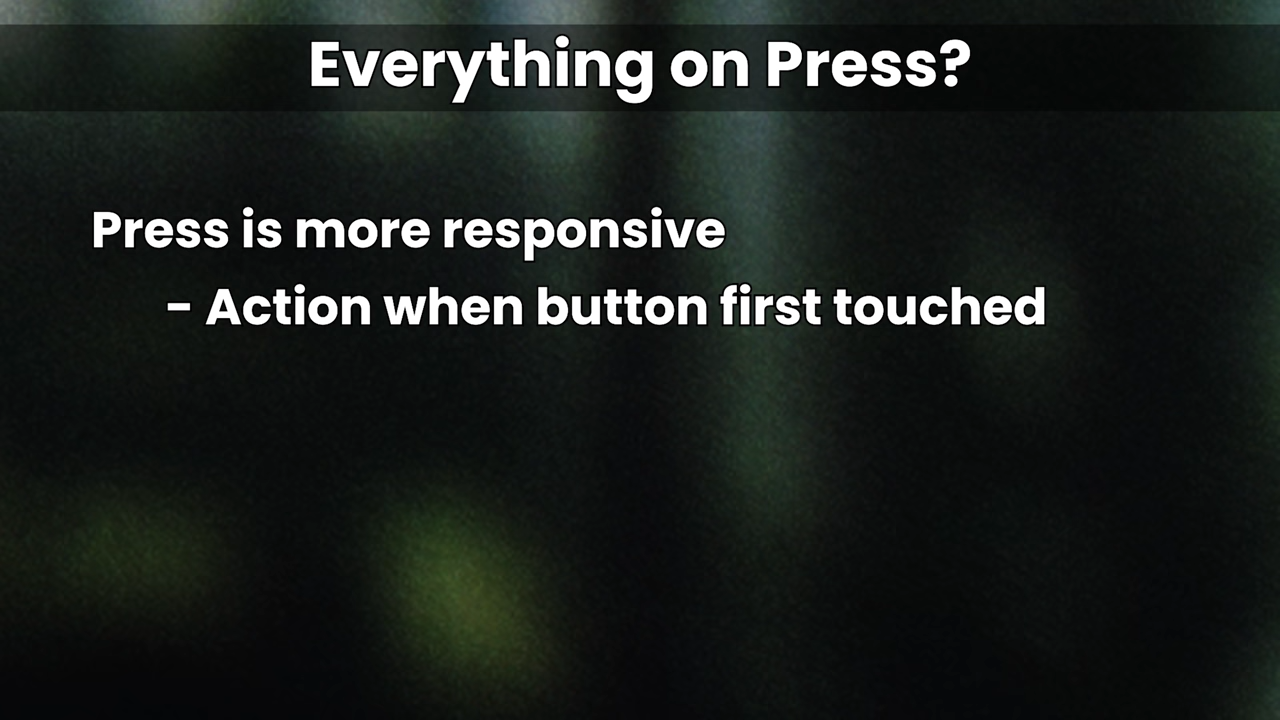 Everything on Press?
Press is more responsive
- Action when button first touched